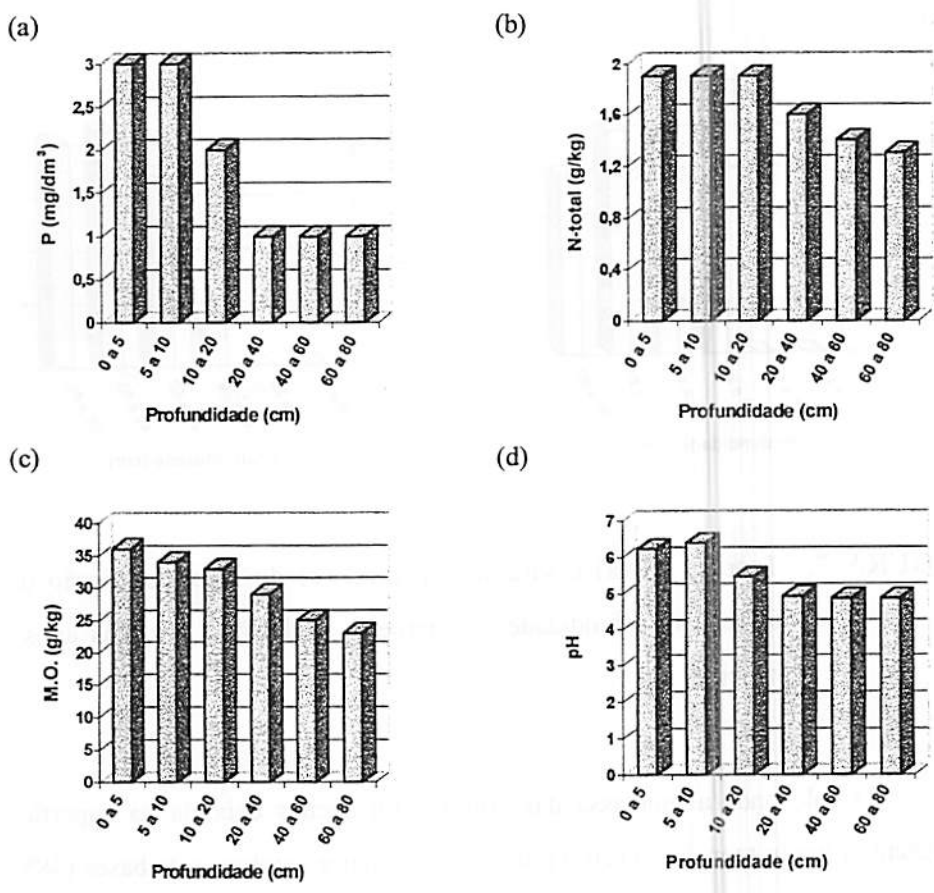 (a)
P (mg/dm³)
3
2,5
2
1,5
1
0,5
0
0 a 5
5 a 10
10 a 20
20 a 40
40 a 60
60 a 80
Profundidade (cm)
(b)
N-total (g/kg)
2
1,6
1,2
0,8
0,4
0
0 a 5
5 a 10
10 a 20
20 a 40
40 a 60
60 a 80
Profundidade (cm)
(c)
M.O. (g/kg)
40
35
30
25
20
15
10
5
0
0 a 5
5 a 10
10 a 20
20 a 40
40 a 60
60 a 80
Profundidade (cm)
(d)
pH
7
6
5
4
3
2
1
0
0 a 5
5 a 10
10 a 20
20 a 40
40 a 60
60 a 80
Profundidade (cm)